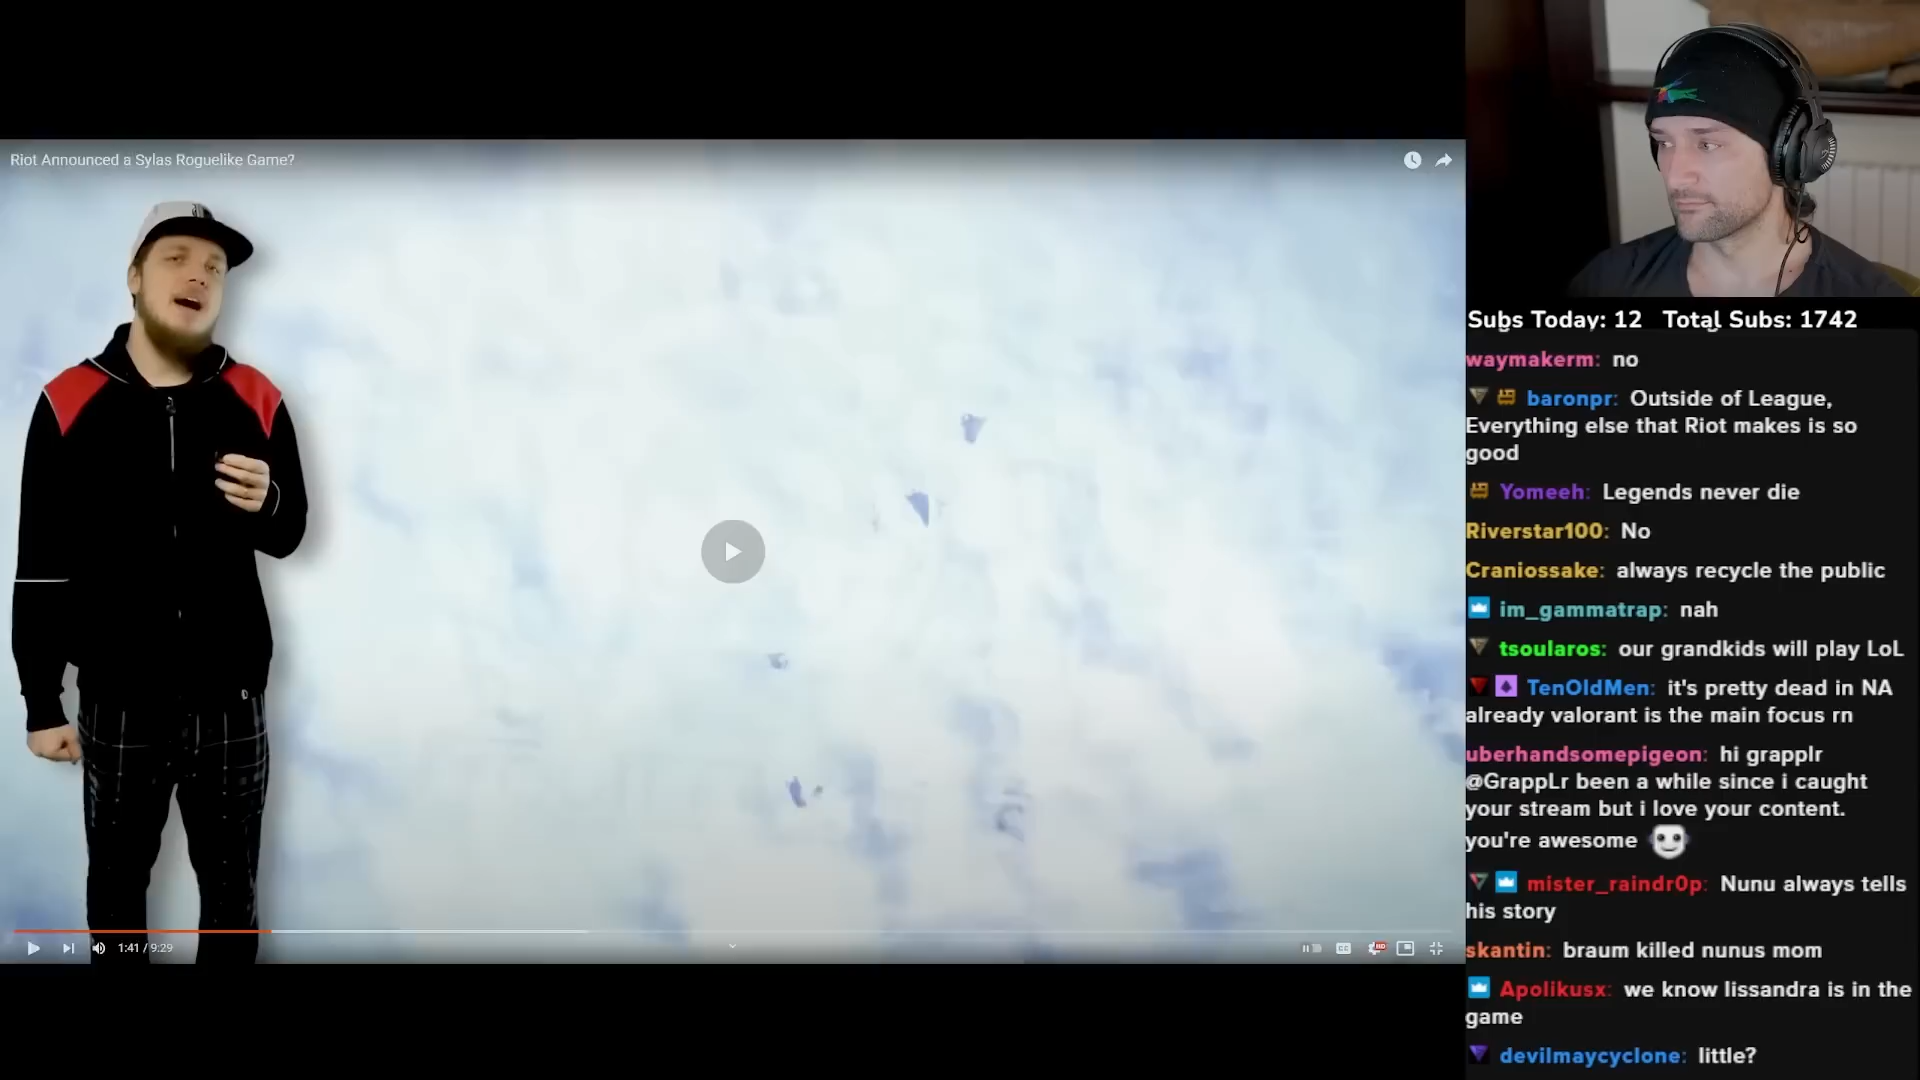 Riot Announced a Sylas Roguelike Game?
1:41 / 9:29
Subs Today: 12 Total Subs: 1742
waymakerm: no
baronpr: Outside of League,
Everything else that Riot makes is so
good
Yomeeh: Legends never die
Riverstar100: No
Craniossake: always recycle the public
im_gammatrap: nah
tsoularos: our grandkids will play LoL
TenOldMen: it's pretty dead in NA
already valorant is the main focus rn
uberhandsomepigeon: hi grapplr
@GrappLr been a while since i caught
your stream but i love your content.
you're awesome
mister_raindr0p: Nunu always tells
his story
skantin: braum killed nunus mom
Apolikusx: we know lissandra is in the
game
devilmaycyclone: little?